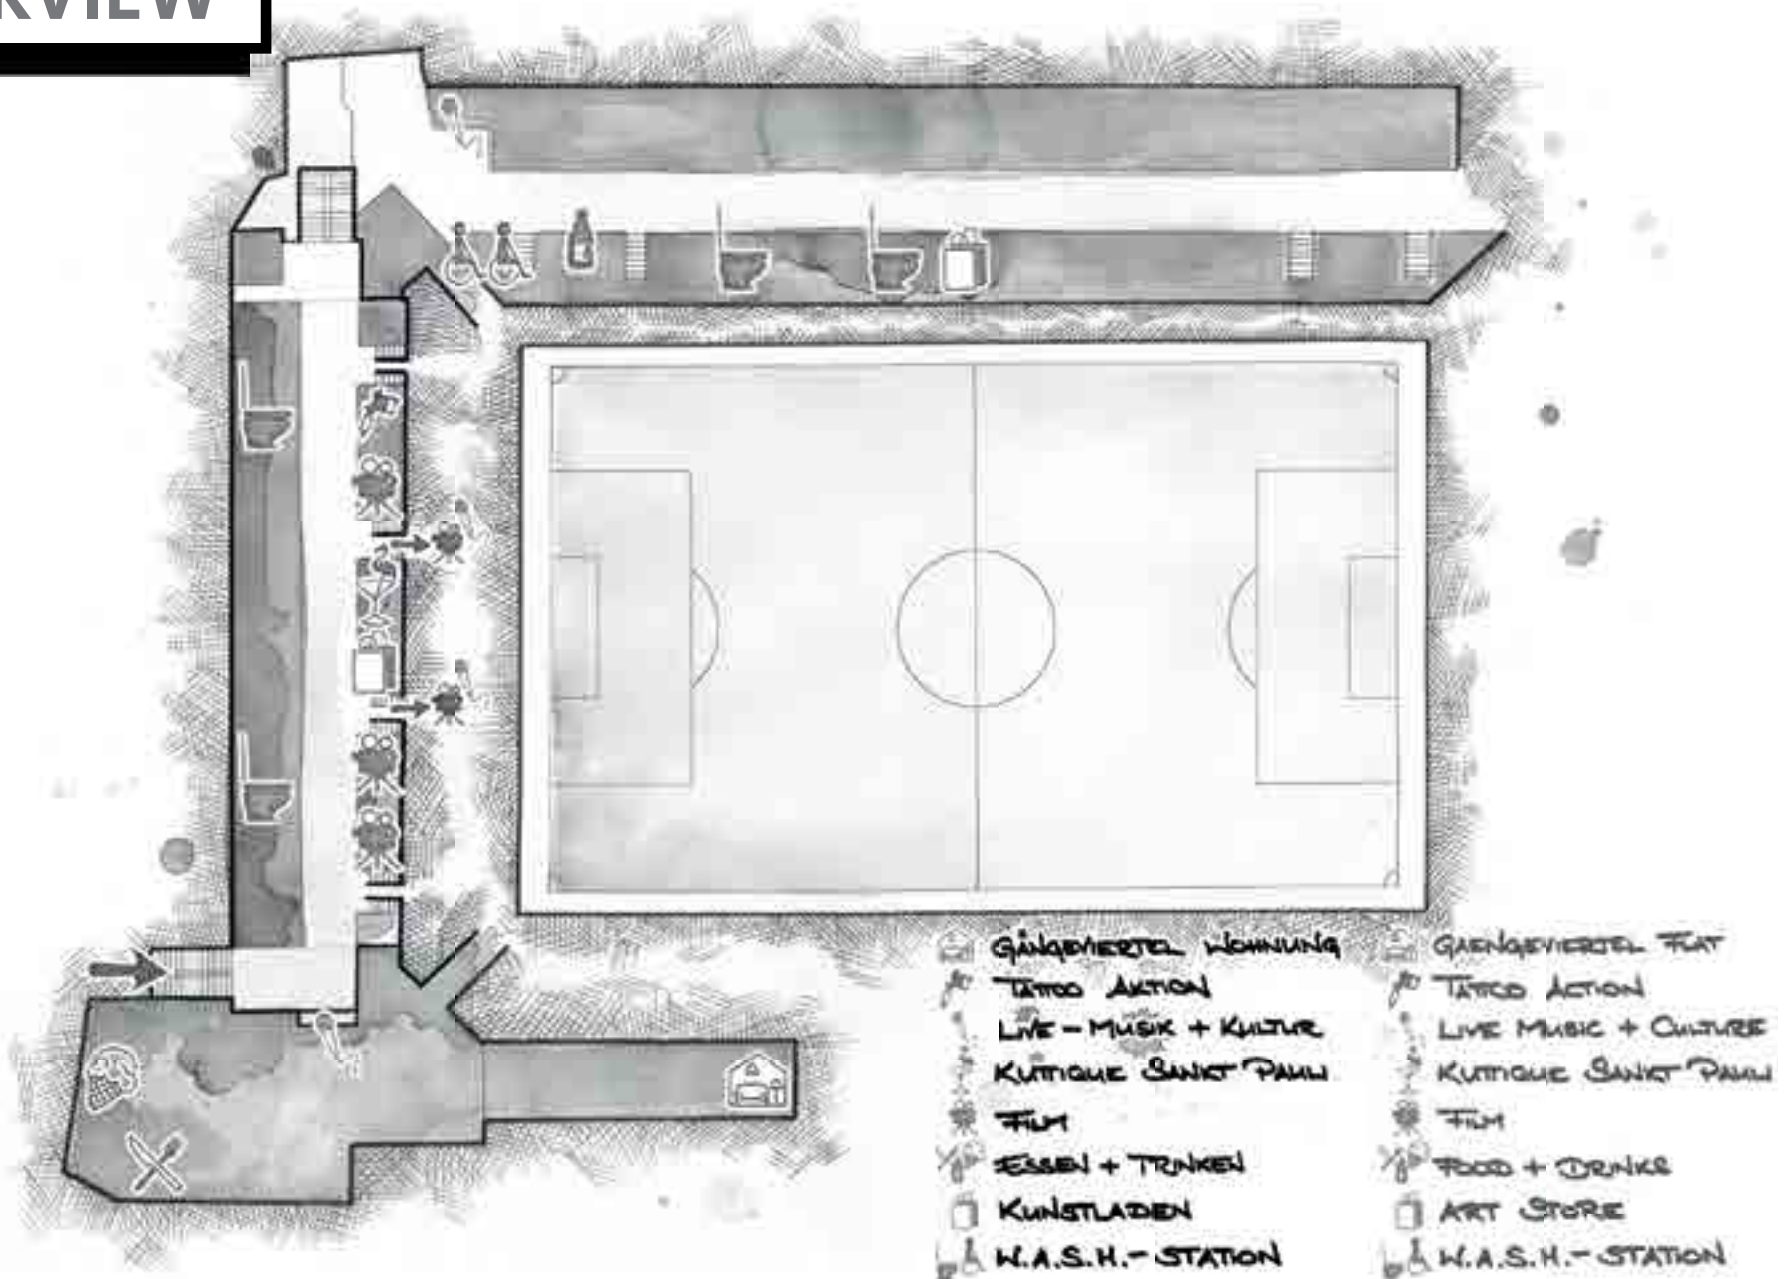 RVIEW
GÄNGEVIERTEL WOHNUNG
TATTOO AKTION
LIVE-MUSIK + KULTUR
KUTTIQUE SANKT PAULI
FILM
ESSEN + TRINKEN
KUNSTLADEN
W.A.S.H.-STATION
GAENGEVIERTEL FLAT
TATTOO ACTION
LIVE MUSIC + CULTURE
KUTTIQUE SANKT PAULI
FILM
FOOD + DRINKS
ART STORE
W.A.S.H.-STATION